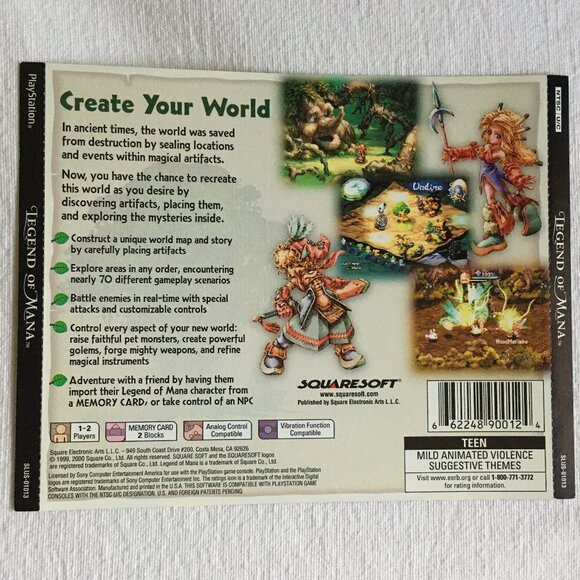 PlayStation®
LEGEND OF MANA™
SLUS-01013
Create Your World
In ancient times, the world was saved
from destruction by sealing locations
and events within magical artifacts.
Now, you have the chance to recreate
this world as you desire by
discovering artifacts, placing them,
and exploring the mysteries inside.
Construct a unique world map and story
by carefully placing artifacts
Explore areas in any order, encountering
nearly 70 different gameplay scenarios
Battle enemies in real-time with special
attacks and customizable controls
Control every aspect of your new world:
raise faithful pet monsters, create powerful
golems, forge mighty weapons, and refine
magical instruments
Adventure with a friend by having them
import their Legend of Mana character from
a MEMORY CARD, or take control of an NPC
Undine
SQUARESOFT®
www.squaresoft.com
Published by Square Electronic Arts L.L.C.
6 62248 90012 4
1-2
Players
MEMORY CARD
2 Blocks
Analog Control
Compatible
Vibration Function
Compatible
TEEN
MILD ANIMATED VIOLENCE
SUGGESTIVE THEMES
Visit www.esrb.org or call 1-800-771-3772
for rating information.
Square Electronic Arts L.L.C. – 949 South Coast Drive #200, Costa Mesa, CA 92626
© 1999, 2000 Square Co., Ltd. All rights reserved. SQUARE SOFT and the SQUARESOFT logos
are registered trademarks of Square Co., Ltd. Legend of Mana is a trademark of Square Co., Ltd.
Licensed by Sony Computer Entertainment America for use with the PlayStation game console. PlayStation and the PlayStation
logos are registered trademarks of Sony Computer Entertainment Inc. The ratings icon is a trademark of the Interactive Digital
Software Association. Manufactured and printed in the U.S.A. THIS SOFTWARE IS COMPATIBLE WITH PLAYSTATION GAME
CONSOLES WITH THE NTSC U/C DESIGNATION. U.S. AND FOREIGN PATENTS PENDING
NTSC U/C
LEGEND OF MANA™
SLUS-01013